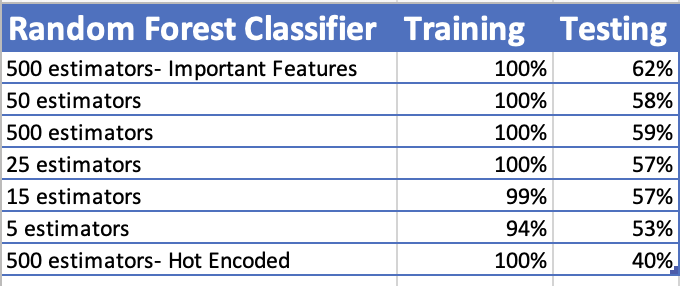 Random Forest Classifier Training Testing
500 estimators- Important Features 100% 62%
50 estimators 100% 58%
500 estimators 100% 59%
25 estimators 100% 57%
15 estimators 99% 57%
5 estimators 94% 53%
500 estimators- Hot Encoded 100% 40%